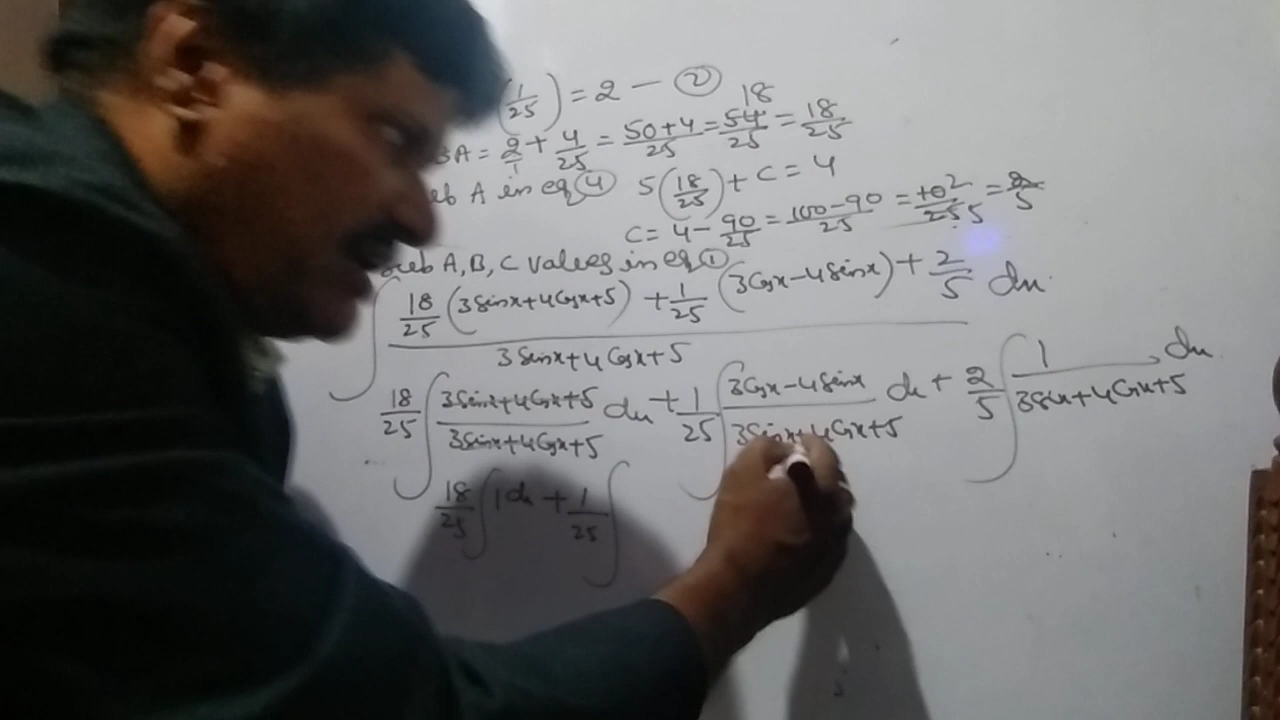 (1/25) = 2 — (2)
3A = 2/1 + 4/25 = (50+4)/25 = 54/25 18 = 18/25
A in eq (4) 5(18/25) + C = 4
C = 4 - 90/25 = (100-90)/25 = 10/25 2 5 = 2/5
Sub A, B, C values in eq (1)
∫ (18/25 (3Sinx+4Cosx+5) + 1/25 (3Cosx-4Sinx) + 2/5) / (3Sinx+4Cosx+5) dx
18/25 ∫ (3Sinx+4Cosx+5)/(3Sinx+4Cosx+5) dx + 1/25 ∫ (3Cosx-4Sinx)/(3Sinx+4Cosx+5) dx + 2/5 ∫ 1/(3Sinx+4Cosx+5) dx
18/25 ∫ 1 dx + 1/25 ∫